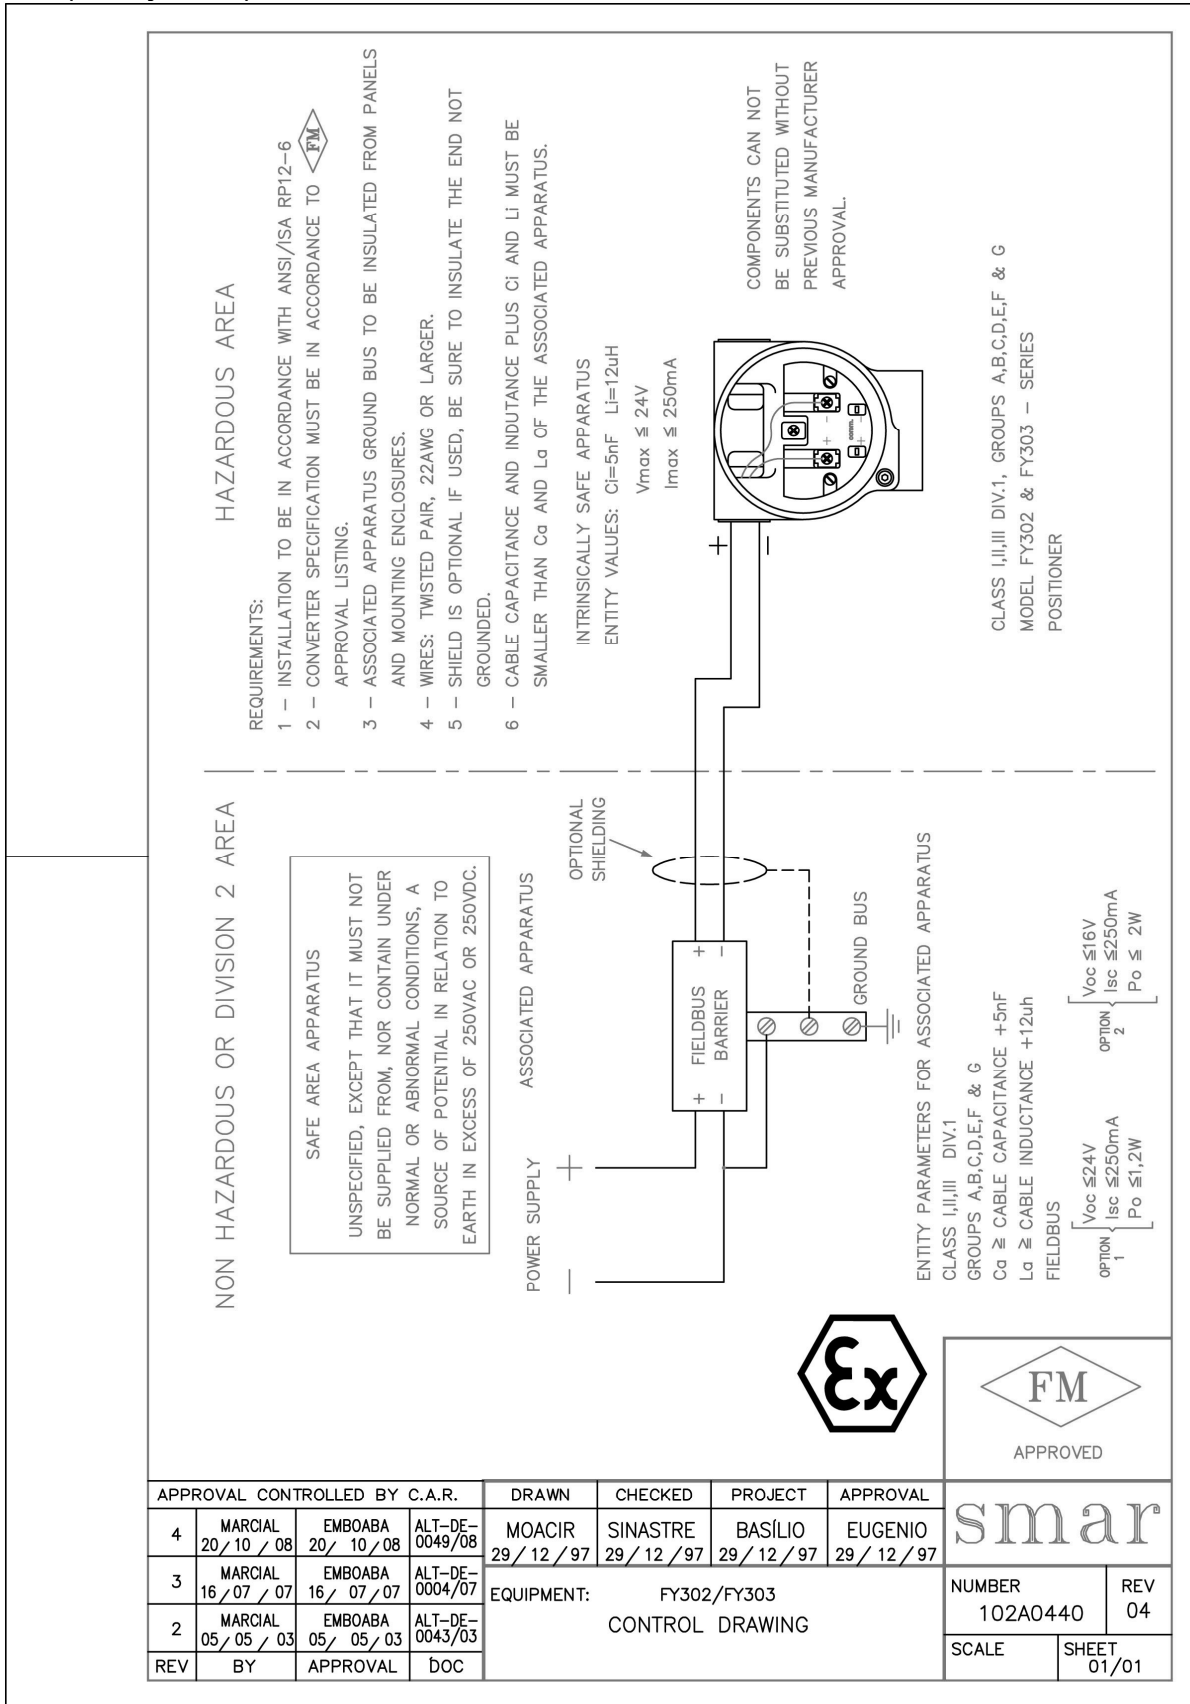 HAZARDOUS AREA
REQUIREMENTS:
1 – INSTALLATION TO BE IN ACCORDANCE WITH ANSI/ISA RP12–6
2 – CONVERTER SPECIFICATION MUST BE IN ACCORDANCE TO FM
APPROVAL LISTING.
3 – ASSOCIATED APPARATUS GROUND BUS TO BE INSULATED FROM PANELS
AND MOUNTING ENCLOSURES.
4 – WIRES: TWISTED PAIR, 22AWG OR LARGER.
5 – SHIELD IS OPTIONAL IF USED, BE SURE TO INSULATE THE END NOT
GROUNDED.
6 – CABLE CAPACITANCE AND INDUTANCE PLUS Ci AND Li MUST BE
SMALLER THAN Ca AND La OF THE ASSOCIATED APPARATUS.
INTRINSICALLY SAFE APPARATUS
ENTITY VALUES: Ci=5nF Li=12uH
Vmax ≤ 24V
Imax ≤ 250mA
COMPONENTS CAN NOT
BE SUBSTITUTED WITHOUT
PREVIOUS MANUFACTURER
APPROVAL.
+
–
+ –
comm.
+ –
CLASS I,II,III DIV.1, GROUPS A,B,C,D,E,F & G
MODEL FY302 & FY303 – SERIES
POSITIONER
NON HAZARDOUS OR DIVISION 2 AREA
SAFE AREA APPARATUS
UNSPECIFIED, EXCEPT THAT IT MUST NOT
BE SUPPLIED FROM, NOR CONTAIN UNDER
NORMAL OR ABNORMAL CONDITIONS, A
SOURCE OF POTENTIAL IN RELATION TO
EARTH IN EXCESS OF 250VAC OR 250VDC.
ASSOCIATED APPARATUS
OPTIONAL
SHIELDING
POWER SUPPLY
– +
+ +
FIELDBUS
BARRIER
– –
GROUND BUS
ENTITY PARAMETERS FOR ASSOCIATED APPARATUS
CLASS I,II,III DIV.1
GROUPS A,B,C,D,E,F & G
Ca ≥ CABLE CAPACITANCE +5nF
La ≥ CABLE INDUCTANCE +12uh
FIELDBUS
OPTION 1
Voc ≤24V
Isc ≤250mA
Po ≤1,2W
OPTION 2
Voc ≤16V
Isc ≤250mA
Po ≤ 2W
Ex
FM
APPROVED
APPROVAL CONTROLLED BY C.A.R.
4 MARCIAL 20/10/08 EMBOABA 20/10/08 ALT–DE–0049/08
3 MARCIAL 16/07/07 EMBOABA 16/07/07 ALT–DE–0004/07
2 MARCIAL 05/05/03 EMBOABA 05/05/03 ALT–DE–0043/03
REV BY APPROVAL DOC
DRAWN CHECKED PROJECT APPROVAL
MOACIR SINASTRE BASÍLIO EUGENIO
29/12/97 29/12/97 29/12/97 29/12/97
EQUIPMENT: FY302/FY303
CONTROL DRAWING
smar
NUMBER
102A0440
REV
04
SCALE
SHEET
01/01